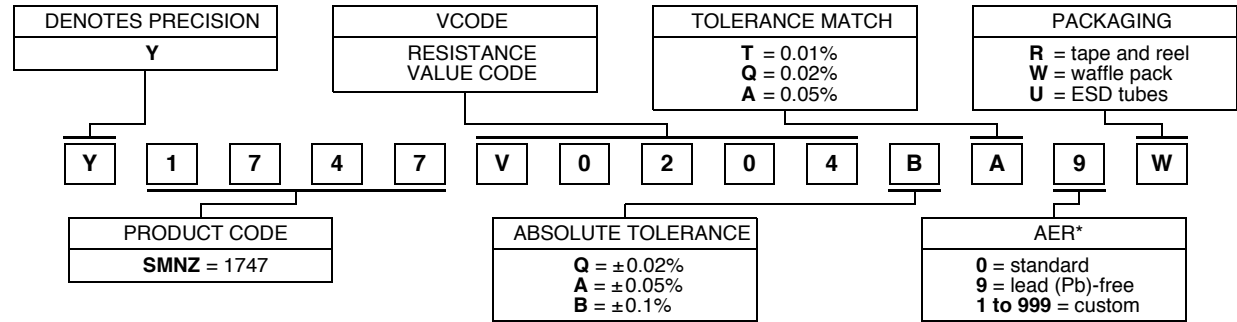 DENOTES PRECISION
Y
VCODE
RESISTANCE
VALUE CODE
TOLERANCE MATCH
T = 0.01%
Q = 0.02%
A = 0.05%
PACKAGING
R = tape and reel
W = waffle pack
U = ESD tubes
Y 1 7 4 7 V 0 2 0 4 B A 9 W
PRODUCT CODE
SMNZ = 1747
ABSOLUTE TOLERANCE
Q = ±0.02%
A = ±0.05%
B = ±0.1%
AER*
0 = standard
9 = lead (Pb)-free
1 to 999 = custom